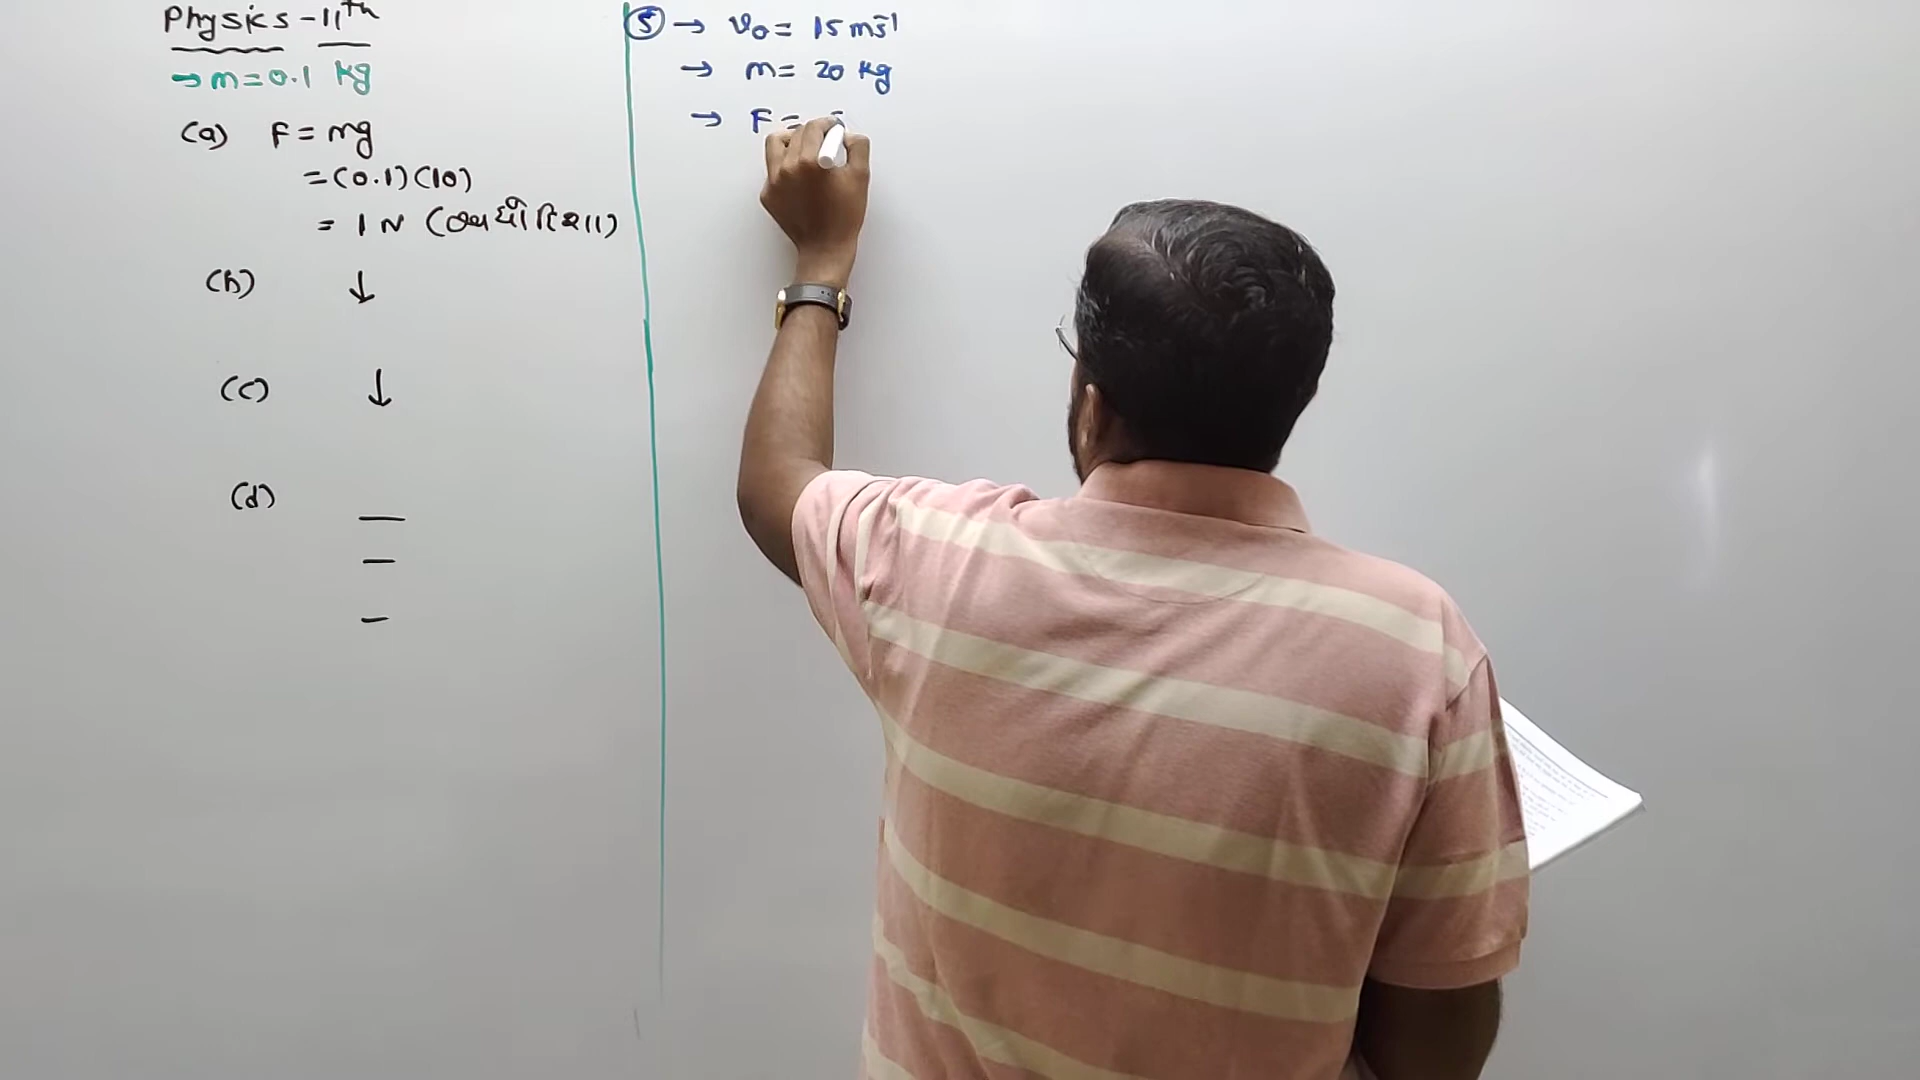 Physics - 11th
→ m = 0.1 kg
(a) F = mg
= (0.1)(10)
= 1 N (અધોદિશા)
(b) ↓
(c) ↓
(d) —
—
—
⑤ → v₀ = 15 ms⁻¹
→ m = 20 kg
→ F =